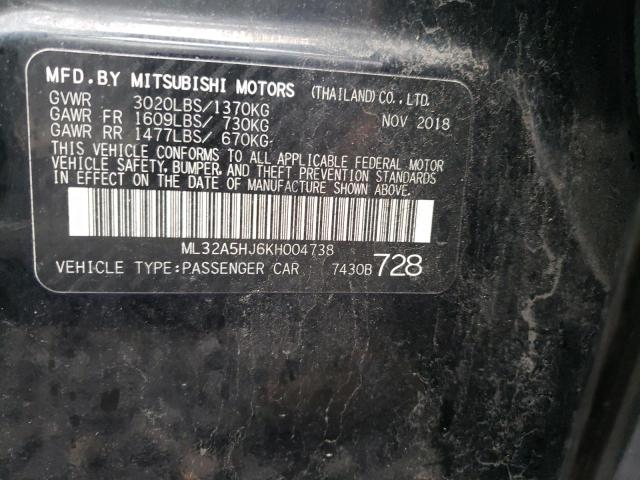 MFD.BY MITSUBISHI MOTORS (THAILAND)CO.,LTD.
GVWR 3020LBS/1370KG
GAWR FR 1609LBS/ 730KG NOV 2018
GAWR RR 1477LBS/ 670KG
THIS VEHICLE CONFORMS TO ALL APPLICABLE FEDERAL MOTOR
VEHICLE SAFETY, BUMPER, AND THEFT PREVENTION STANDARDS
IN EFFECT ON THE DATE OF MANUFACTURE SHOWN ABOVE.
ML32A5HJ6KH004738
VEHICLE TYPE:PASSENGER CAR 7430B 728